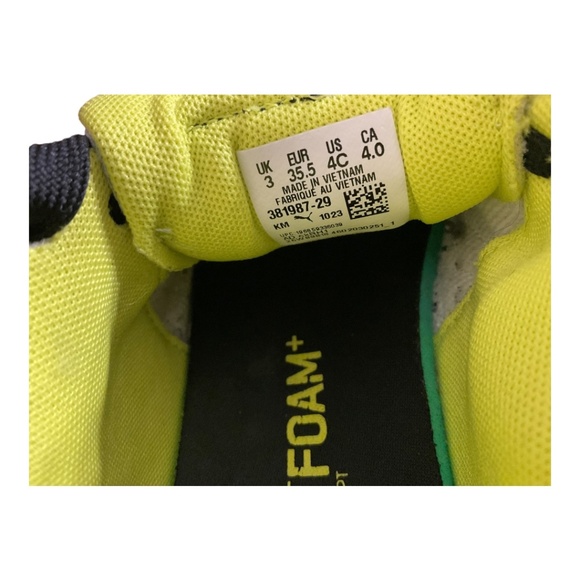 UK EUR US CA
3 35.5 4C 4.0
MADE IN VIETNAM
FABRIQUÉ AU VIETNAM
381987-29
KM 1023
FOAM+